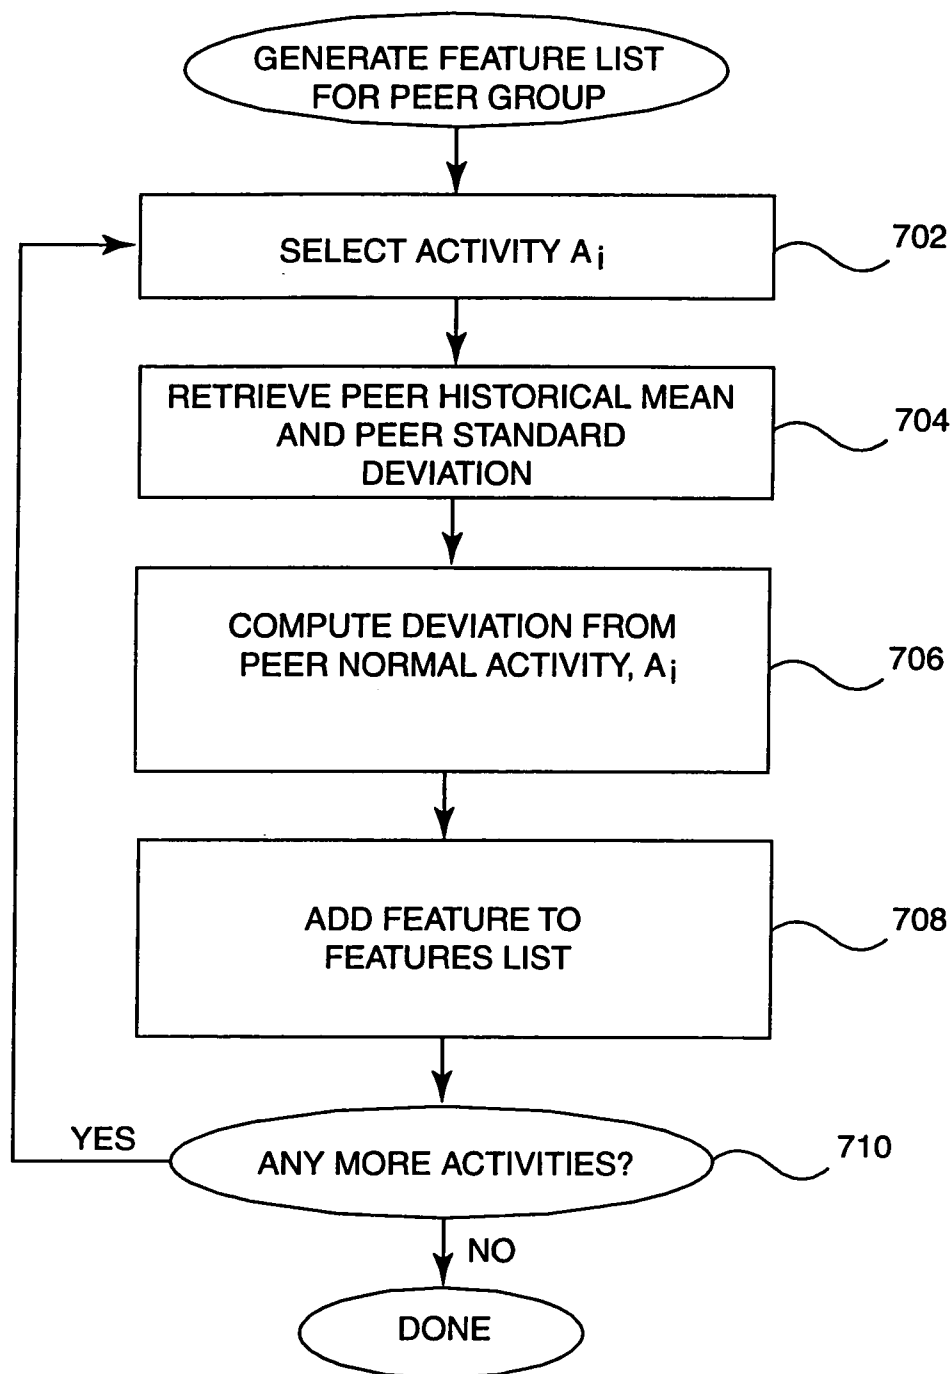 GENERATE FEATURE LIST
FOR PEER GROUP
SELECT ACTIVITY Ai
702
RETRIEVE PEER HISTORICAL MEAN
AND PEER STANDARD
DEVIATION
704
COMPUTE DEVIATION FROM
PEER NORMAL ACTIVITY, Ai
706
ADD FEATURE TO
FEATURES LIST
708
YES
ANY MORE ACTIVITIES?
710
NO
DONE